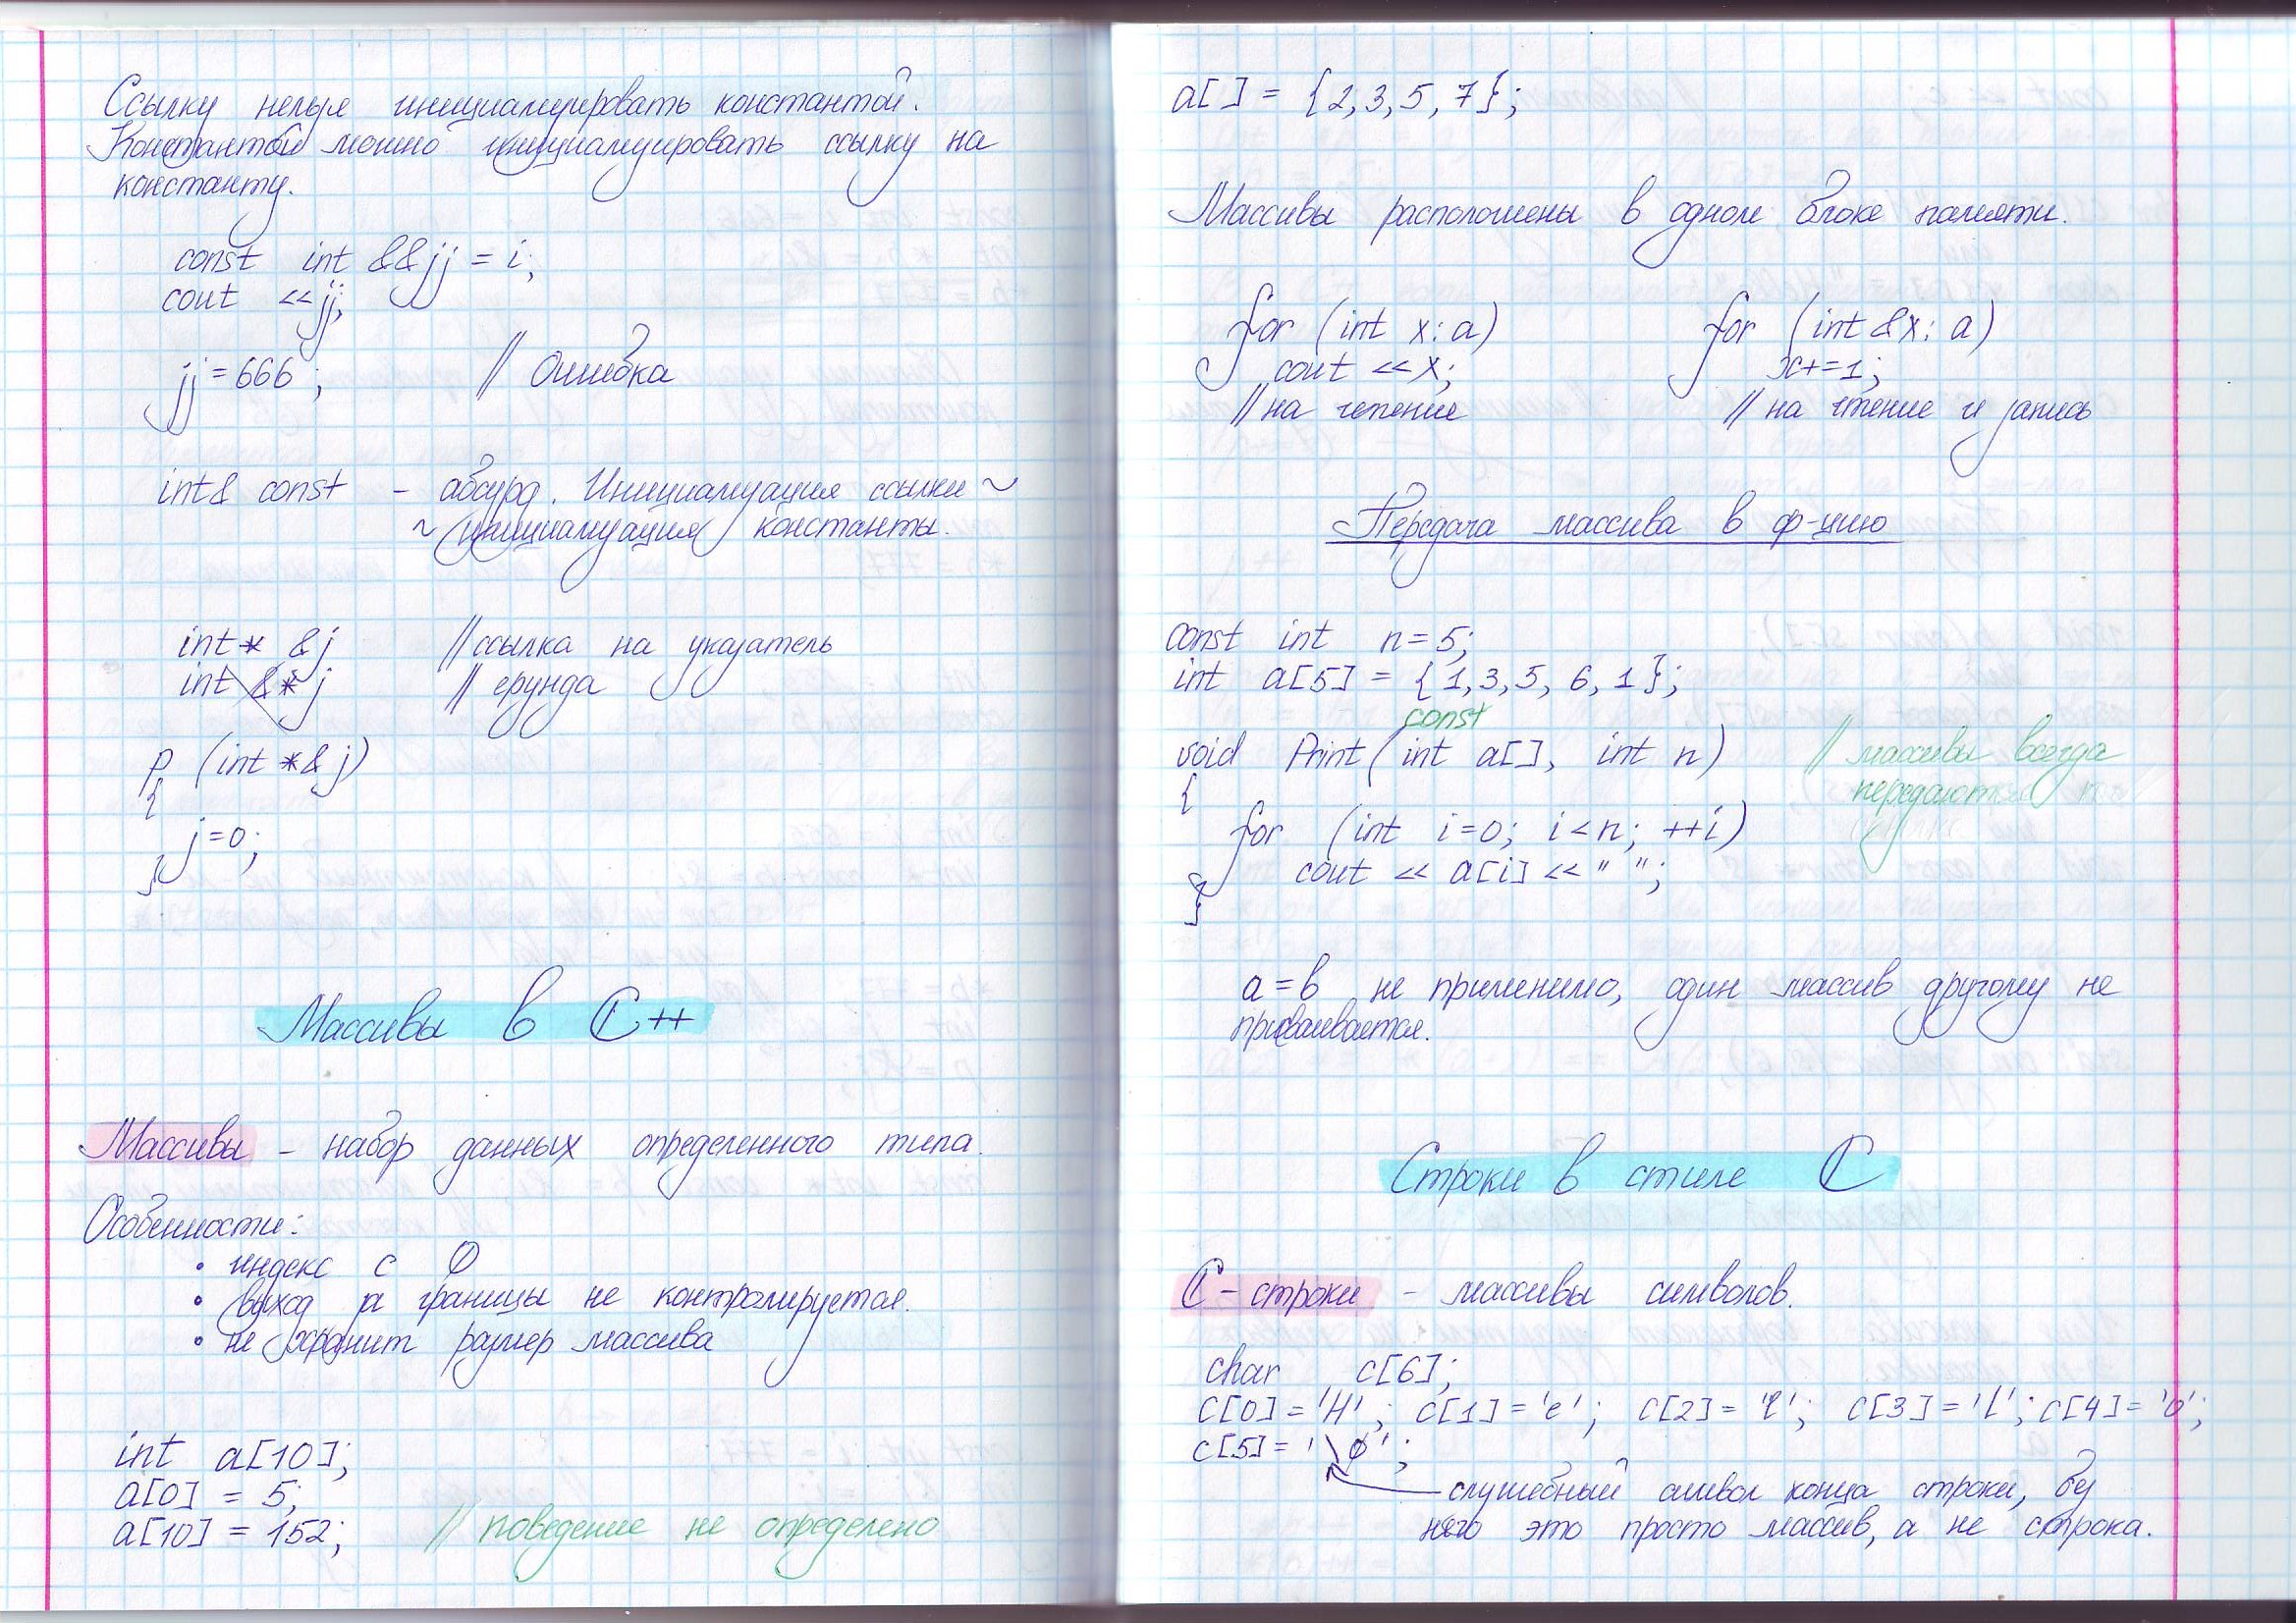 Ссылку нельзя инициализировать константой.
Константой можно инициализировать ссылку на
константу.
const int &&jj = i;
cout <<jj;
jj = 666; // Ошибка
int& const - абсурд. Инициализация ссылки ~
~ инициализация константы.
int* &j // ссылка на указатель
int &* j // ерунда
p (int *& j)
{
j=0;
}
Массивы в C++
Массивы - набор данных определенного типа.
Особенности:
• индекс с 0
• выход за границы не контролируется.
• не хранит размер массива
int a[10];
a[0] = 5;
a[10] = 152; // поведение не определено
a[] = {2, 3, 5, 7};
Массивы расположены в одном блоке памяти.
for (int x: a) for (int &x: a)
cout << x; x+=1;
// на чтение // на чтение и запись
Передача массива в ф-цию
const int n=5;
int a[5] = {1, 3, 5, 6, 1};
const
void Print (int a[], int n) // массивы всегда
{ передаются
for (int i=0; i<n; ++i)
cout << a[i] << " ";
}
a = b не применимо, один массив другому не
присваивается.
Строки в стиле C
C-строки - массивы символов.
char c[6];
c[0] = 'H'; c[1] = 'e'; c[2] = 'l'; c[3] = 'l'; c[4] = 'o';
c[5] = '\0';
служебный символ конца строки, без
него это просто массив, а не строка.